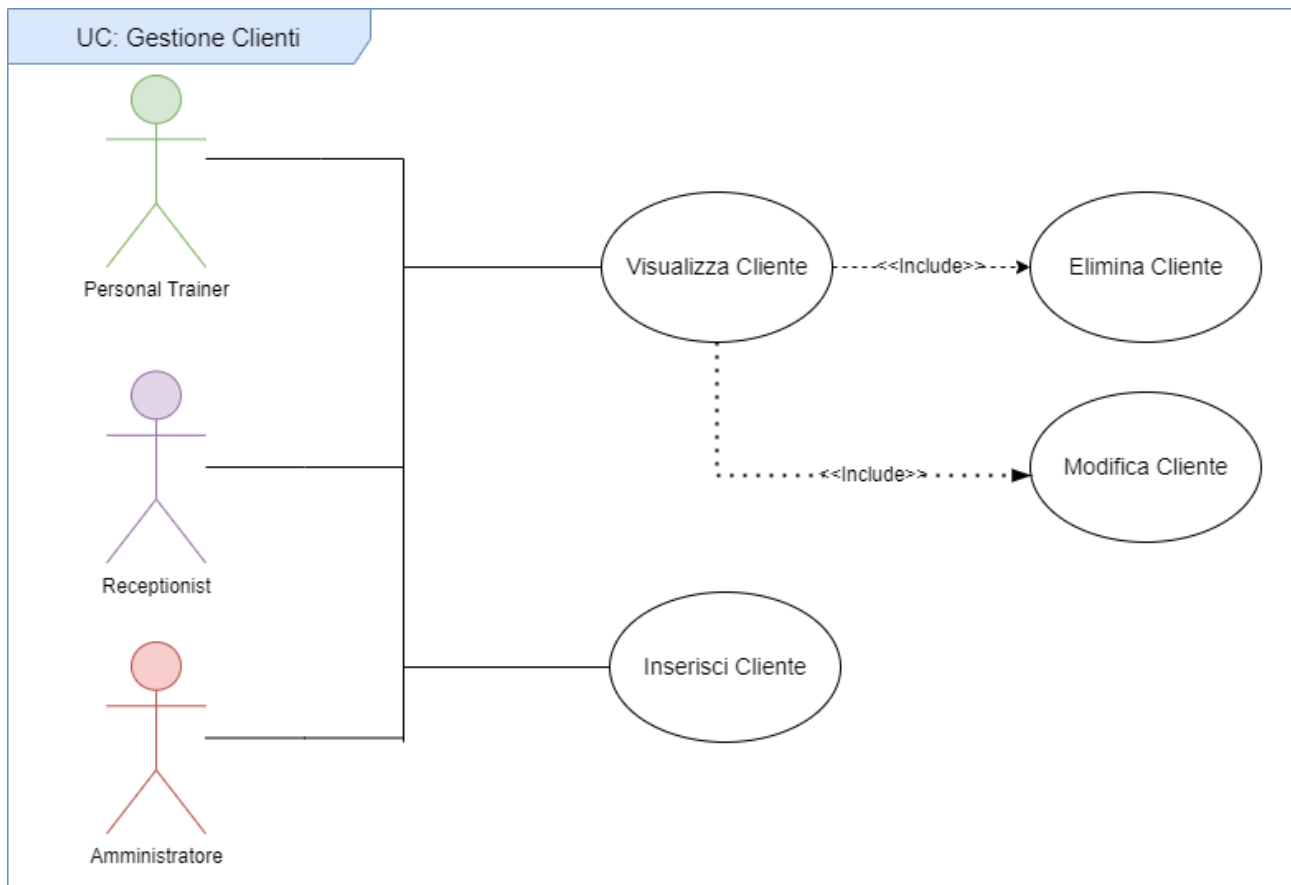 UC: Gestione Clienti
Personal Trainer
Visualizza Cliente
<<Include>>
Elimina Cliente
<<Include>>
Modifica Cliente
Receptionist
Inserisci Cliente
Amministratore